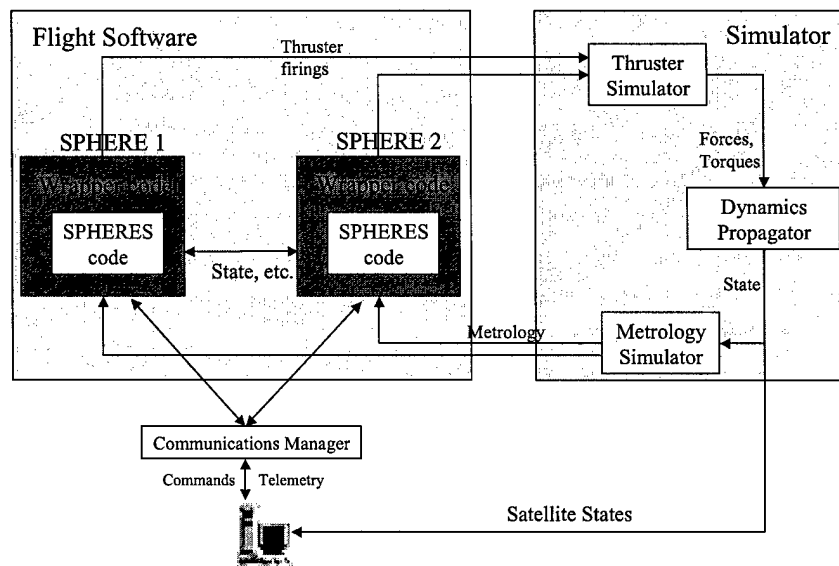 Flight Software
Simulator
Thruster
firings
Thruster
Simulator
SPHERE 1
SPHERE 2
Forces,
Torques
Wrapper code
Wrapper code
SPHERES
code
SPHERES
code
State, etc.
Dynamics
Propagator
State
Metrology
Metrology
Simulator
Communications Manager
Commands
Telemetry
Satellite States